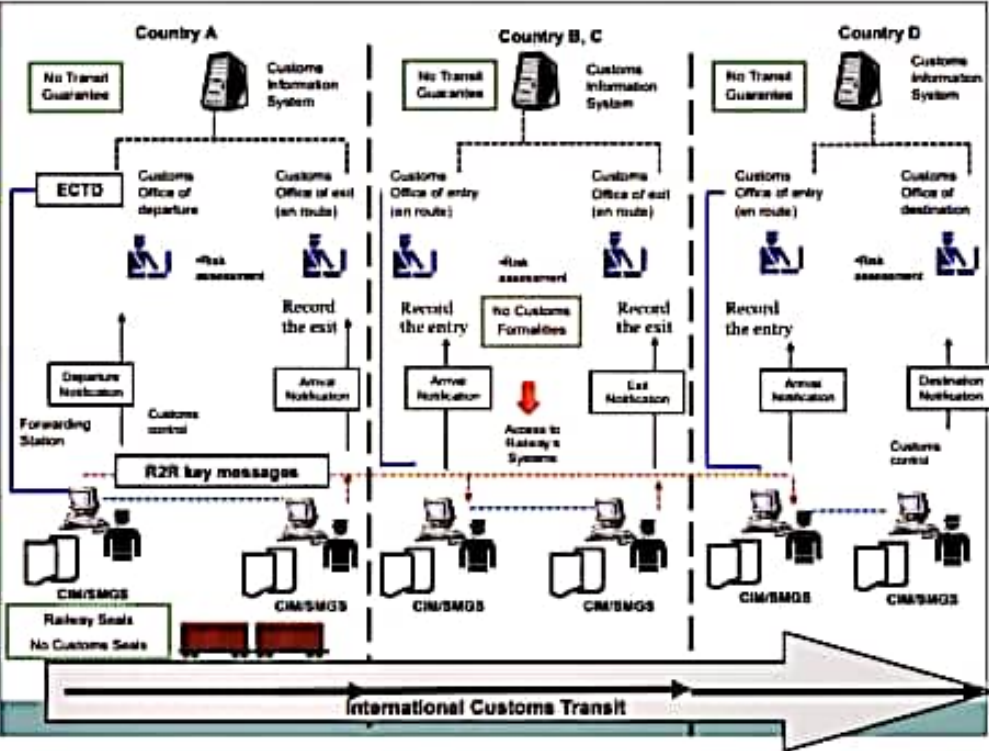 Country A
Country B, C
Country D
No Transit
Guarantee
Customs
Information
System
No Transit
Guarantee
Customs
Information
System
No Transit
Guarantee
Customs
Information
System
ECTD
Customs
Office of
departure
Customs
Office of exit
(en route)
Customs
Office of entry
(en route)
Customs
Office of exit
(en route)
Customs
Office of entry
(en route)
Customs
Office of
destination
•Risk
assessment
•Risk
assessment
•Risk
assessment
Record
the exit
Record
the entry
No Customs
Formalities
Record
the exit
Record
the entry
Departure
Notification
Arrival
Notification
Arrival
Notification
Exit
Notification
Arrival
Notification
Destination
Notification
Forwarding
Station
Customs
control
Access to
Railway's
Systems
Customs
control
R2R key messages
CIM/SMGS
CIM/SMGS
CIM/SMGS
CIM/SMGS
CIM/SMGS
CIM/SMGS
Railway Seals
No Customs Seals
International Customs Transit